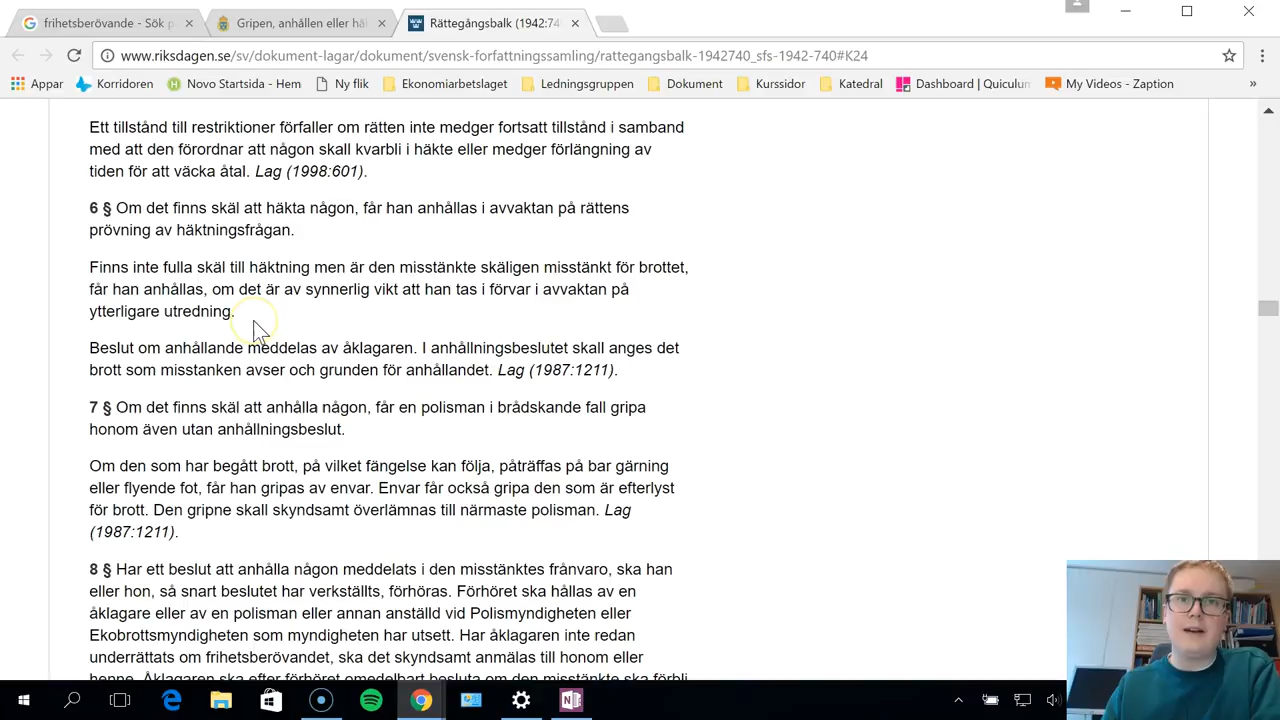 frihetsberövande - Sök p
Gripen, anhållen eller hä
Rättegångsbalk (1942:74
www.riksdagen.se/sv/dokument-lagar/dokument/svensk-forfattningssamling/rattegangsbalk-1942740_sfs-1942-740#K24
Appar
Korridoren
Novo Startsida - Hem
Ny flik
Ekonomiarbetslaget
Ledningsgruppen
Dokument
Kurssidor
Katedral
Dashboard (Quiculum
My Videos - Zaption
»
Ett tillstånd till restriktioner förfaller om rätten inte medger fortsatt tillstånd i samband
med att den förordnar att någon skall kvarbli i häkte eller medger förlängning av
tiden för att väcka åtal. Lag (1998:601).
6 § Om det finns skäl att häkta någon, får han anhållas i avvaktan på rättens
prövning av häktningsfrågan.
Finns inte fulla skäl till häktning men är den misstänkte skäligen misstänkt för brottet,
får han anhållas, om det är av synnerlig vikt att han tas i förvar i avvaktan på
ytterligare utredning.
Beslut om anhållande meddelas av åklagaren. I anhållningsbeslutet skall anges det
brott som misstanken avser och grunden för anhållandet. Lag (1987:1211).
7 § Om det finns skäl att anhålla någon, får en polisman i brådskande fall gripa
honom även utan anhållningsbeslut.
Om den som har begått brott, på vilket fängelse kan följa, påträffas på bar gärning
eller flyende fot, får han gripas av envar. Envar får också gripa den som är efterlyst
för brott. Den gripne skall skyndsamt överlämnas till närmaste polisman. Lag
(1987:1211).
8 § Har ett beslut att anhålla någon meddelats i den misstänktes frånvaro, ska han
eller hon, så snart beslutet har verkställts, förhöras. Förhöret ska hållas av en
åklagare eller av en polisman eller annan anställd vid Polismyndigheten eller
Ekobrottsmyndigheten som myndigheten har utsett. Har åklagaren inte redan
underrättats om frihetsberövandet, ska det skyndsamt anmälas till honom eller
henne. Åklagaren ska efter förhöret omedelbart besluta om den misstänkte ska förbli